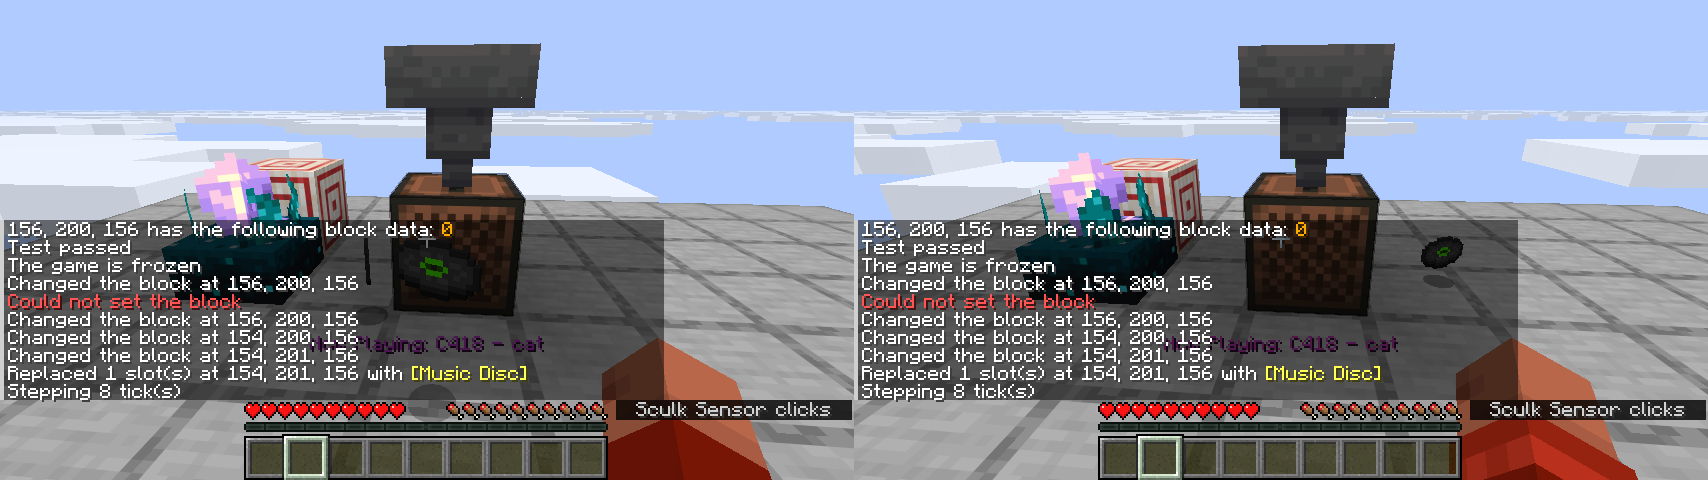 156, 200, 156 has the following block data: 0
Test passed
The game is frozen
Changed the block at 156, 200, 156
Could not set the block
Changed the block at 156, 200, 156
Changed the block at 154, 200, 156
Changed the block at 154, 201, 156
Replaced 1 slot(s) at 154, 201, 156 with [Music Disc]
Stepping 8 tick(s)
Playing: C418 - cat
Sculk Sensor clicks
156, 200, 156 has the following block data: 0
Test passed
The game is frozen
Changed the block at 156, 200, 156
Could not set the block
Changed the block at 156, 200, 156
Changed the block at 154, 200, 156
Changed the block at 154, 201, 156
Replaced 1 slot(s) at 154, 201, 156 with [Music Disc]
Stepping 8 tick(s)
Playing: C418 - cat
Sculk Sensor clicks